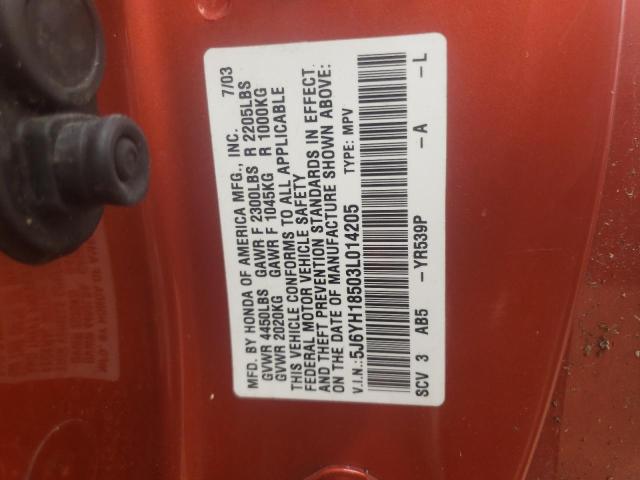 MFD. BY HONDA OF AMERICA MFG., INC. 7/03
GVWR 4450LBS GAWR F 2300LBS R 2205LBS
GVWR 2020KG GAWR F 1045KG R 1000KG
THIS VEHICLE CONFORMS TO ALL APPLICABLE
FEDERAL MOTOR VEHICLE SAFETY
AND THEFT PREVENTION STANDARDS IN EFFECT
ON THE DATE OF MANUFACTURE SHOWN ABOVE:
V.I.N.: 5J6YH18503L014205 TYPE: MPV
SCV 3 AB5 -YR539P -A -L